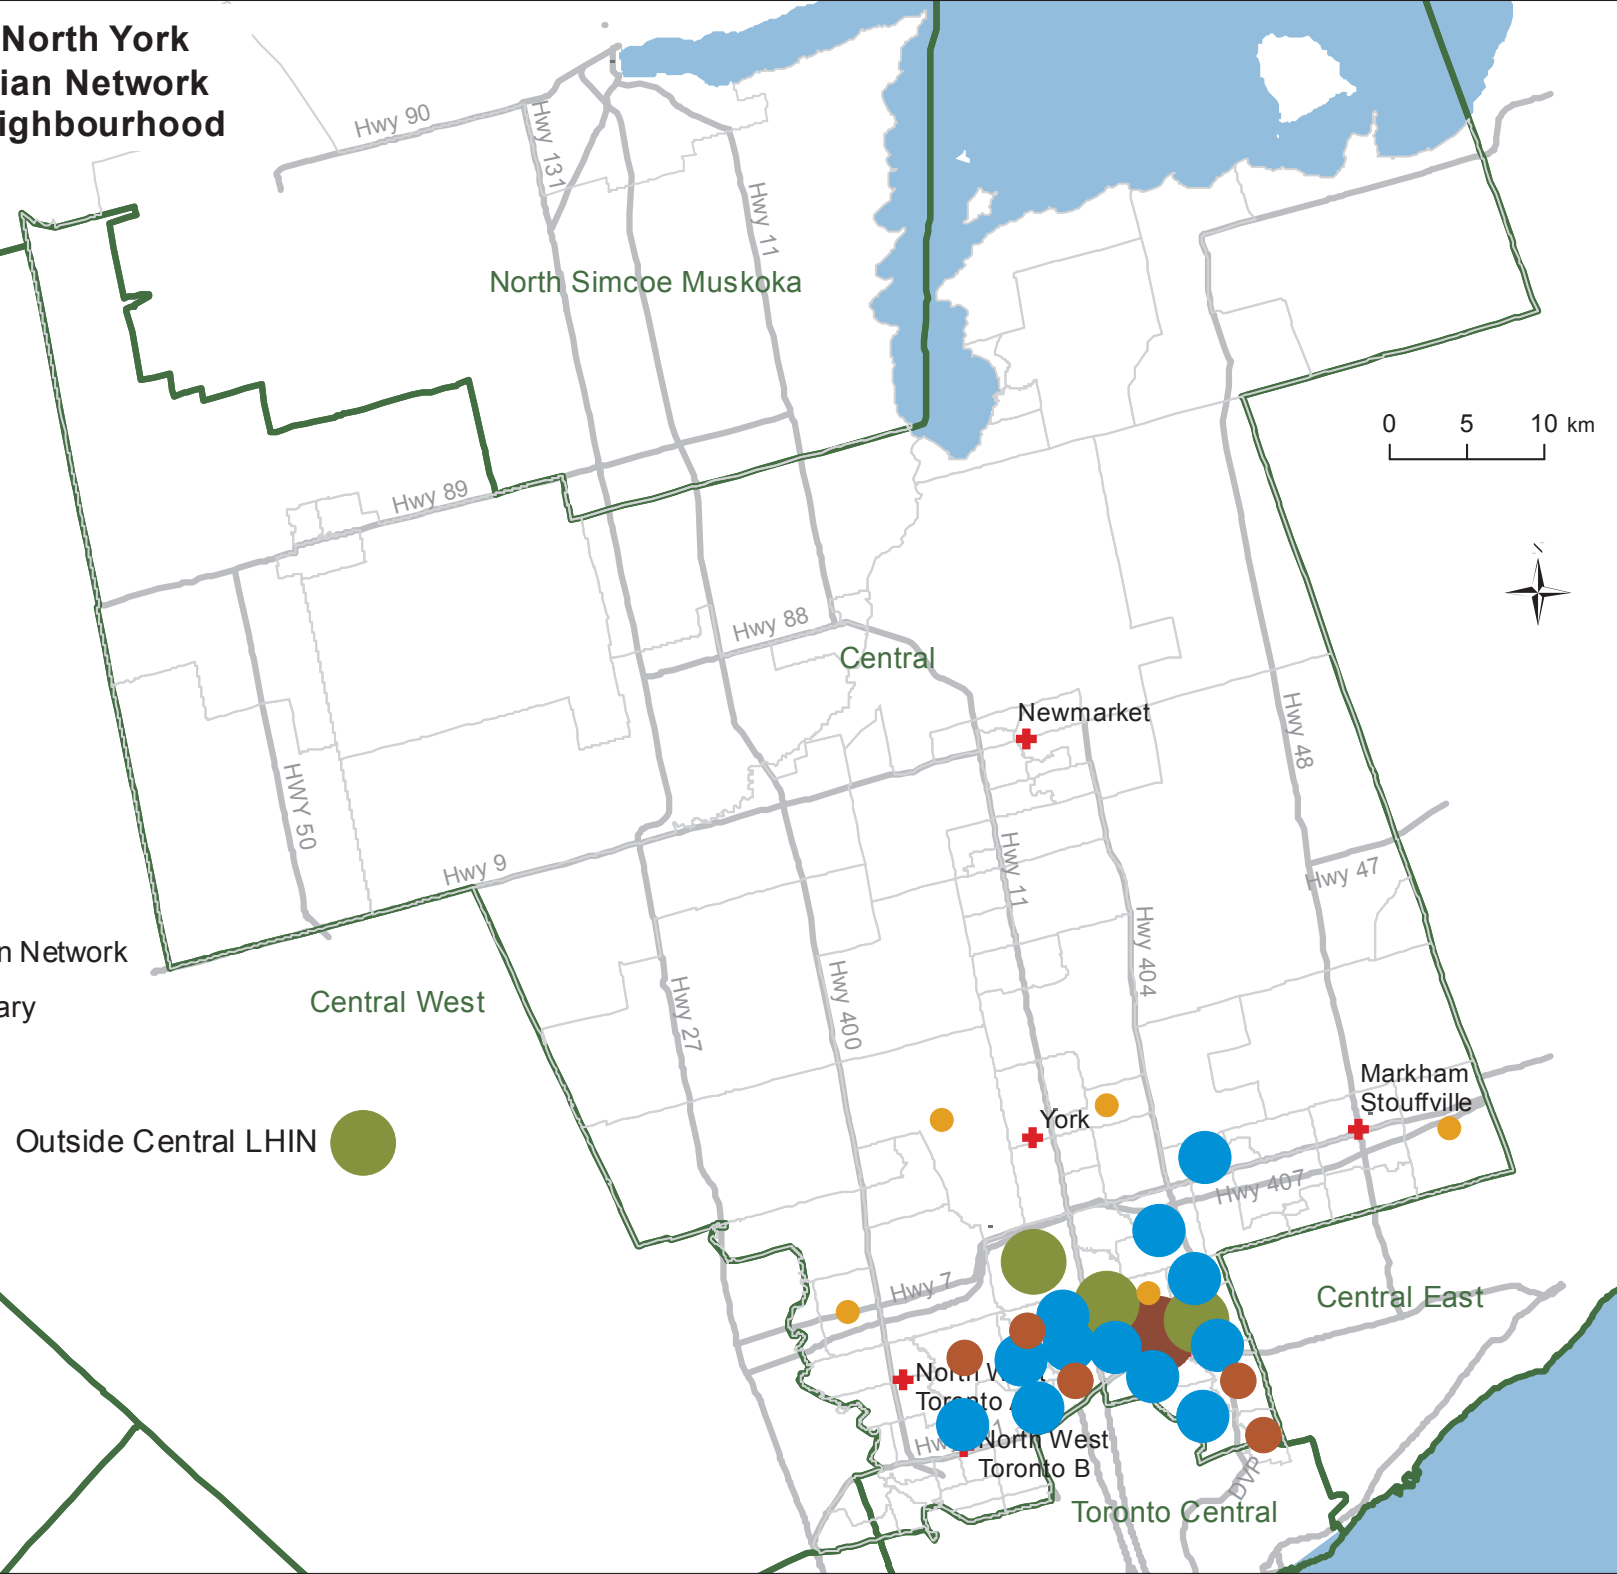 North York
ian Network
ighbourhood
Hwy 90
Hwy 131
Hwy 11
North Simcoe Muskoka
0 5 10 km
N
Hwy 89
Hwy 88
Central
Newmarket
Hwy 48
HWY 50
Hwy 9
Hwy 11
Hwy 47
n Network
ary
Central West
Hwy 27
Hwy 400
Hwy 404
Markham
Stouffville
York
Outside Central LHIN
Hwy 407
Hwy 7
Central East
North
Toronto
North West
Toronto B
DVP
Toronto Central